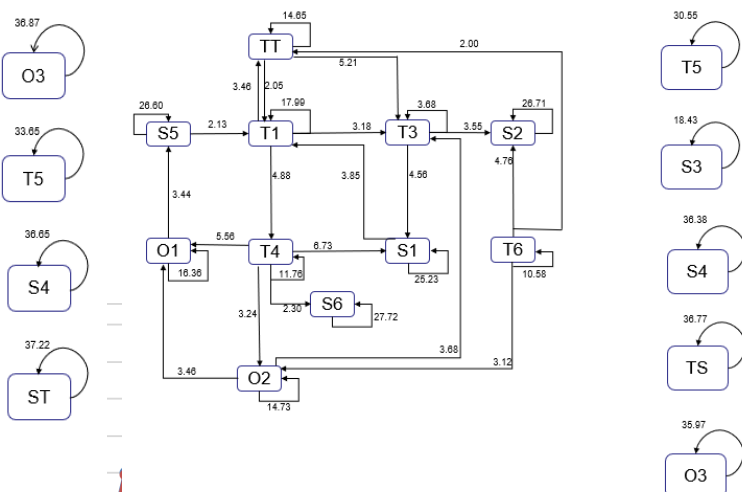 36.87
O3
33.65
T5
36.65
S4
37.22
ST
14.65
TT
2.00
5.21
3.46
2.05
26.60
S5
2.13
17.99
T1
3.18
3.68
T3
3.55
26.71
S2
4.88
3.85
4.56
4.76
3.44
O1
5.56
16.36
T4
6.73
11.76
S1
25.23
T6
10.58
2.30
S6
27.72
3.24
3.68
3.12
3.46
O2
14.73
30.55
T5
18.43
S3
36.38
S4
36.77
TS
35.97
O3